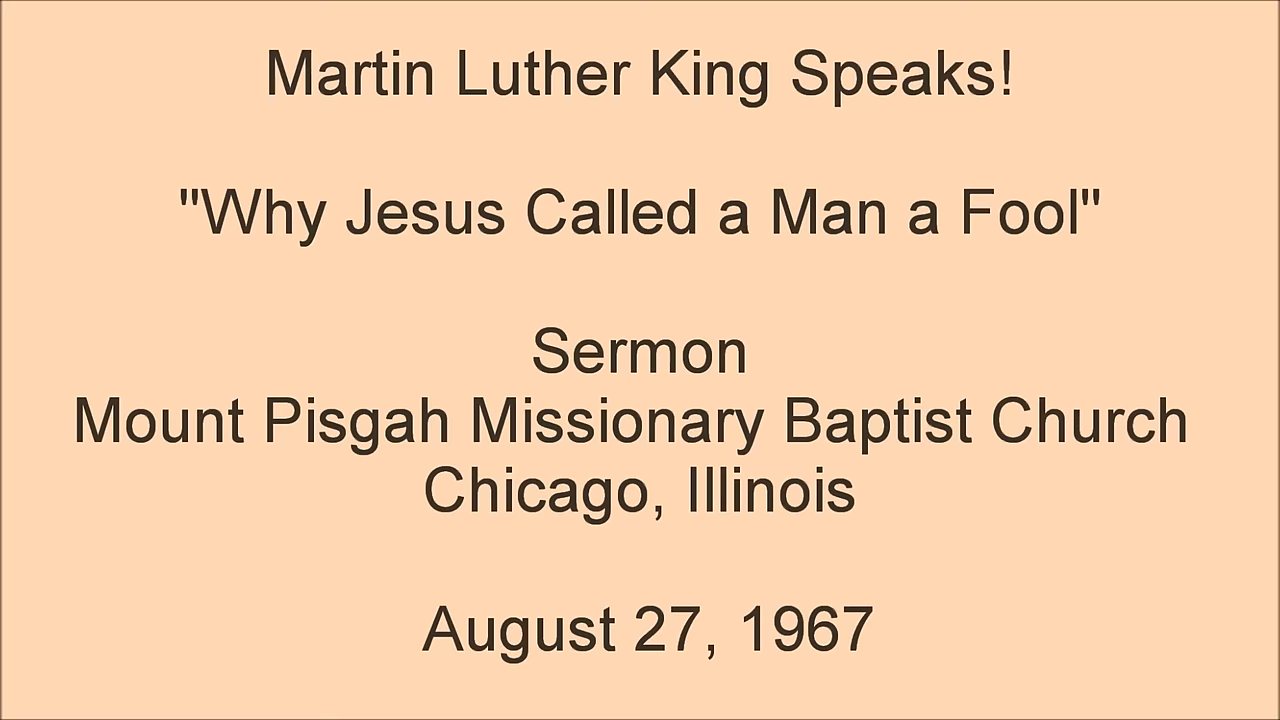 Martin Luther King Speaks!
"Why Jesus Called a Man a Fool"
Sermon
Mount Pisgah Missionary Baptist Church
Chicago, Illinois
August 27, 1967